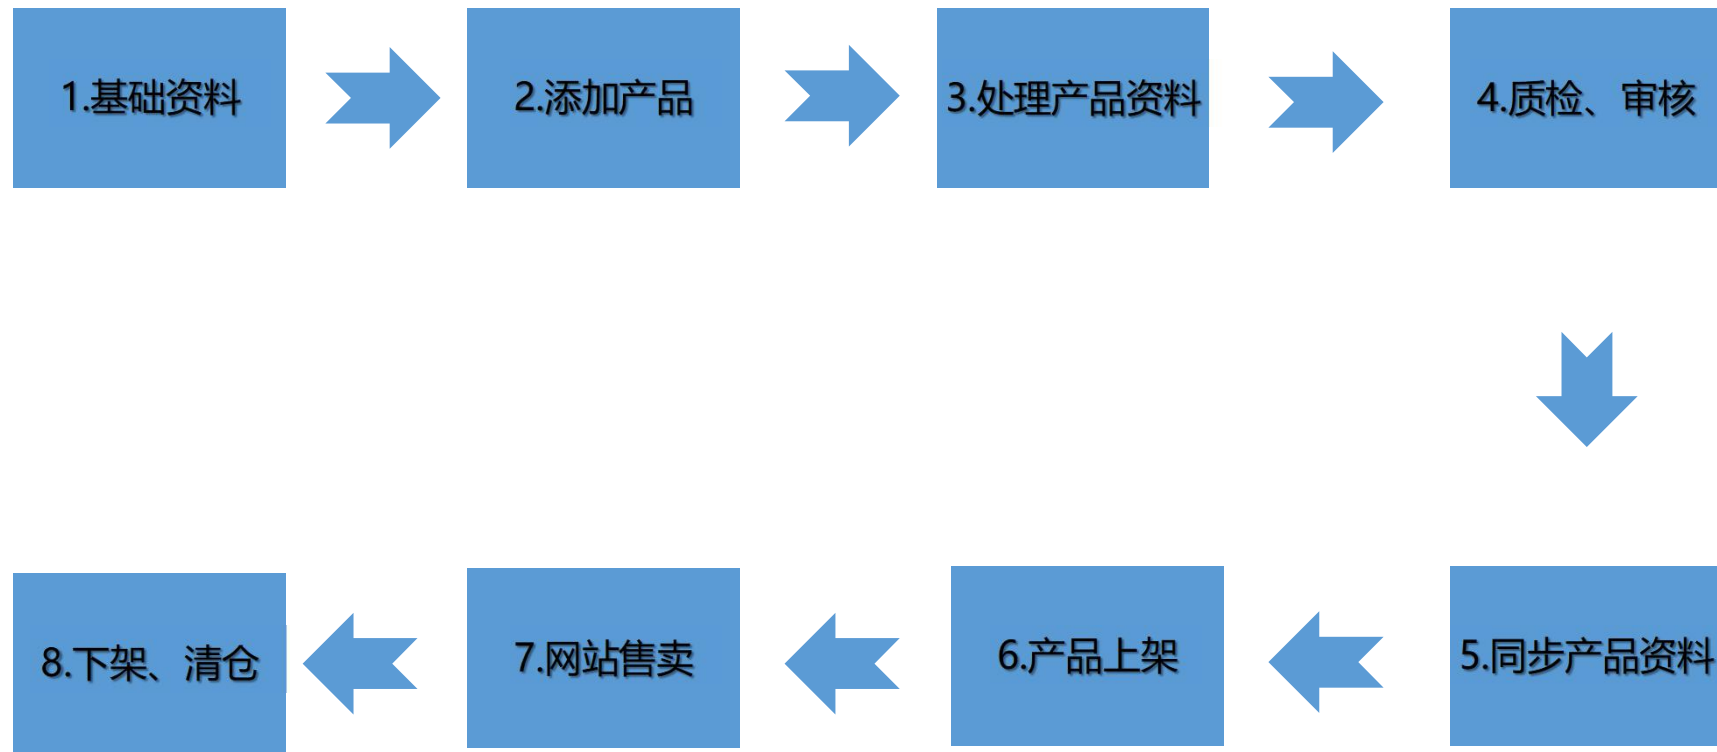 1.基础资料
2.添加产品
3.处理产品资料
4.质检、审核
5.同步产品资料
6.产品上架
7.网站售卖
8.下架、清仓